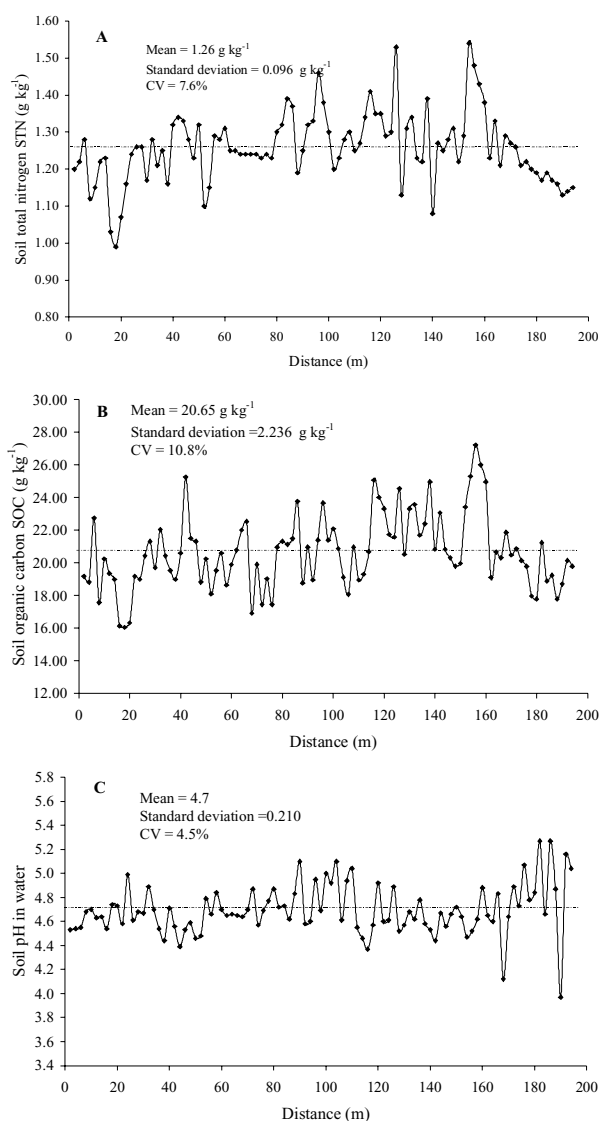 A
Mean = 1.26 g kg-1
Standard deviation = 0.096 g kg-1
CV = 7.6%
Soil total nitrogen STN (g kg1)
1.60
1.50
1.40
1.30
1.20
1.10
1.00
0.90
0.80
0 20 40 60 80 100 120 140 160 180 200
Distance (m)
B
Mean = 20.65 g kg-1
Standard deviation =2.236 g kg-1
CV = 10.8%
Soil organic carbon SOC (g kg-1)
30.00
28.00
26.00
24.00
22.00
20.00
18.00
16.00
14.00
12.00
0 20 40 60 80 100 120 140 160 180 200
Distance (m)
C
Mean = 4.7
Standard deviation =0.210
CV = 4.5%
Soil pH in water
5.8
5.6
5.4
5.2
5.0
4.8
4.6
4.4
4.2
4.0
3.8
3.6
3.4
0 20 40 60 80 100 120 140 160 180 200
Distance (m)